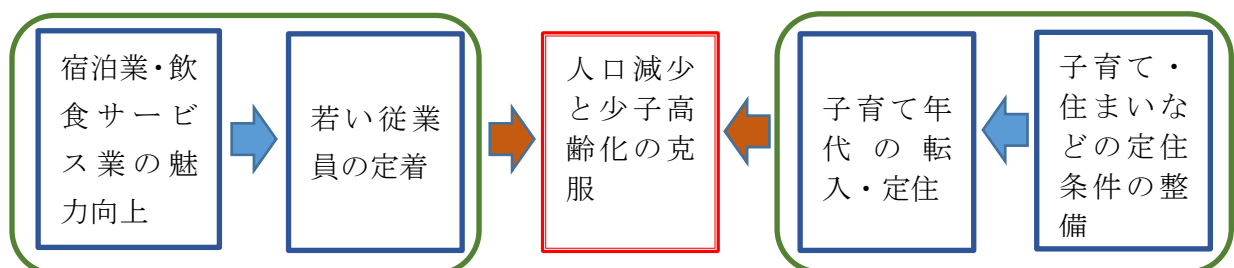 宿泊業・飲
食サービ
ス業の魅
力向上
若い従業
員の定着
人口減少
と少子高
齢化の克
服
子育て年
代の転
入・定住
子育て・
住まいな
どの定住
条件の整
備